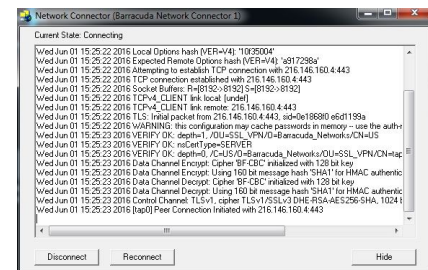 Network Connector (Barracuda Network Connector 1)
Current State: Connecting
Wed Jun 01 15:25:22 2016 Local Options hash (VER=V4): '10f35004'
Wed Jun 01 15:25:22 2016 Expected Remote Options hash (VER=V4): 'a917298a'
Wed Jun 01 15:25:22 2016 Attempting to establish TCP connection with 216.146.160.4:443
Wed Jun 01 15:25:22 2016 TCP connection established with 216.146.160.4:443
Wed Jun 01 15:25:22 2016 Socket Buffers: R=[8192->8192] S=[8192->8192]
Wed Jun 01 15:25:22 2016 TCPv4_CLIENT link local: [undef]
Wed Jun 01 15:25:22 2016 TCPv4_CLIENT link remote: 216.146.160.4:443
Wed Jun 01 15:25:22 2016 TLS: Initial packet from 216.146.160.4:443, sid=0e1868f0 e6d1199a
Wed Jun 01 15:25:22 2016 WARNING: this configuration may cache passwords in memory -- use the auth-r
Wed Jun 01 15:25:23 2016 VERIFY OK: depth=1, /OU=SSL_VPN/O=Barracuda_Networks/CN=US
Wed Jun 01 15:25:23 2016 VERIFY OK: nsCertType=SERVER
Wed Jun 01 15:25:23 2016 VERIFY OK: depth=0, /C=US/O=Barracuda_Networks/OU=SSL_VPN/CN=tap
Wed Jun 01 15:25:23 2016 Data Channel Encrypt: Cipher 'BF-CBC' initialized with 128 bit key
Wed Jun 01 15:25:23 2016 Data Channel Encrypt: Using 160 bit message hash 'SHA1' for HMAC authentic
Wed Jun 01 15:25:23 2016 Data Channel Decrypt: Cipher 'BF-CBC' initialized with 128 bit key
Wed Jun 01 15:25:23 2016 Data Channel Decrypt: Using 160 bit message hash 'SHA1' for HMAC authentic
Wed Jun 01 15:25:23 2016 Control Channel: TLSv1, cipher TLSv1/SSLv3 DHE-RSA-AES256-SHA, 1024 b
Wed Jun 01 15:25:23 2016 [tap0] Peer Connection Initiated with 216.146.160.4:443
Disconnect Reconnect Hide